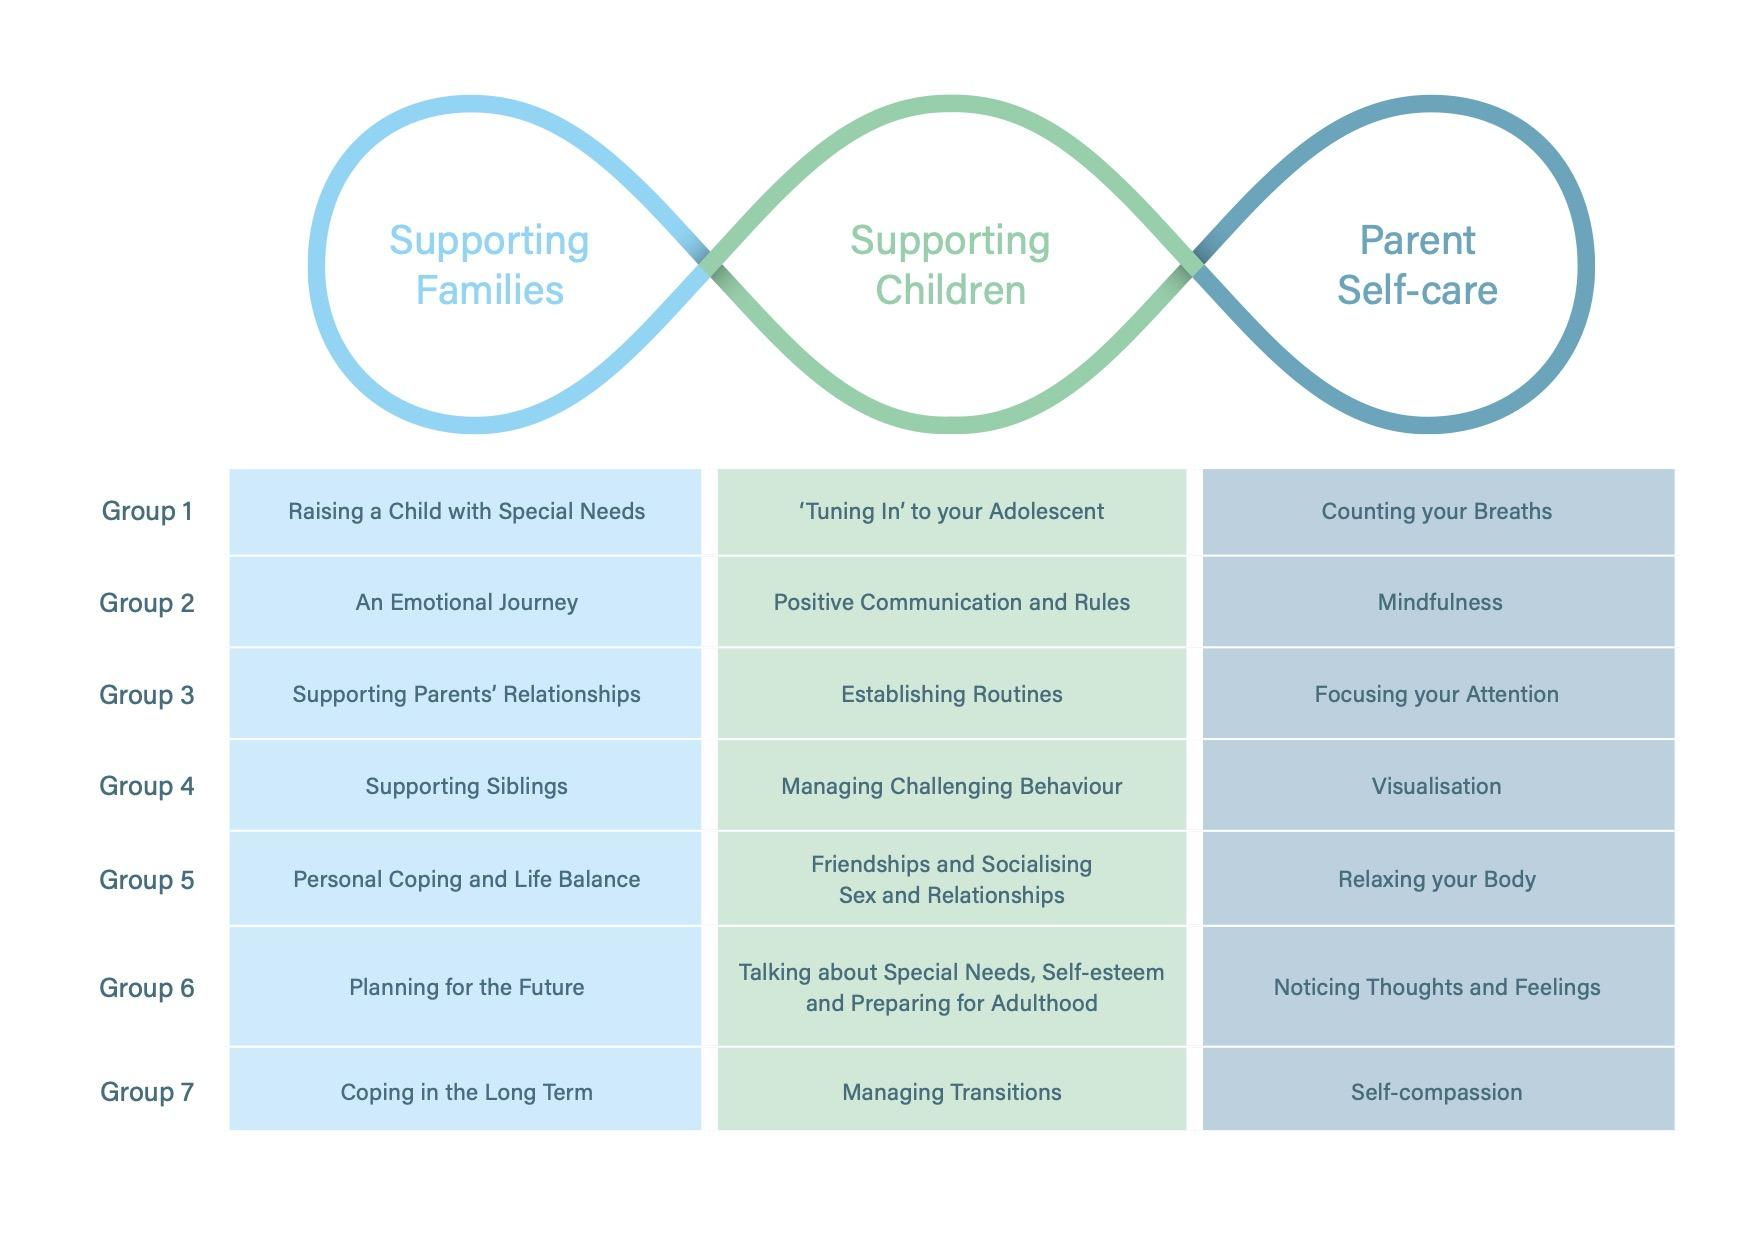 Supporting
Families
Supporting
Children
Parent
Self-care
Group 1
Raising a Child with Special Needs
‘Tuning In’ to your Adolescent
Counting your Breaths
Group 2
An Emotional Journey
Positive Communication and Rules
Mindfulness
Group 3
Supporting Parents’ Relationships
Establishing Routines
Focusing your Attention
Group 4
Supporting Siblings
Managing Challenging Behaviour
Visualisation
Group 5
Personal Coping and Life Balance
Friendships and Socialising
Sex and Relationships
Relaxing your Body
Group 6
Planning for the Future
Talking about Special Needs, Self-esteem
and Preparing for Adulthood
Noticing Thoughts and Feelings
Group 7
Coping in the Long Term
Managing Transitions
Self-compassion